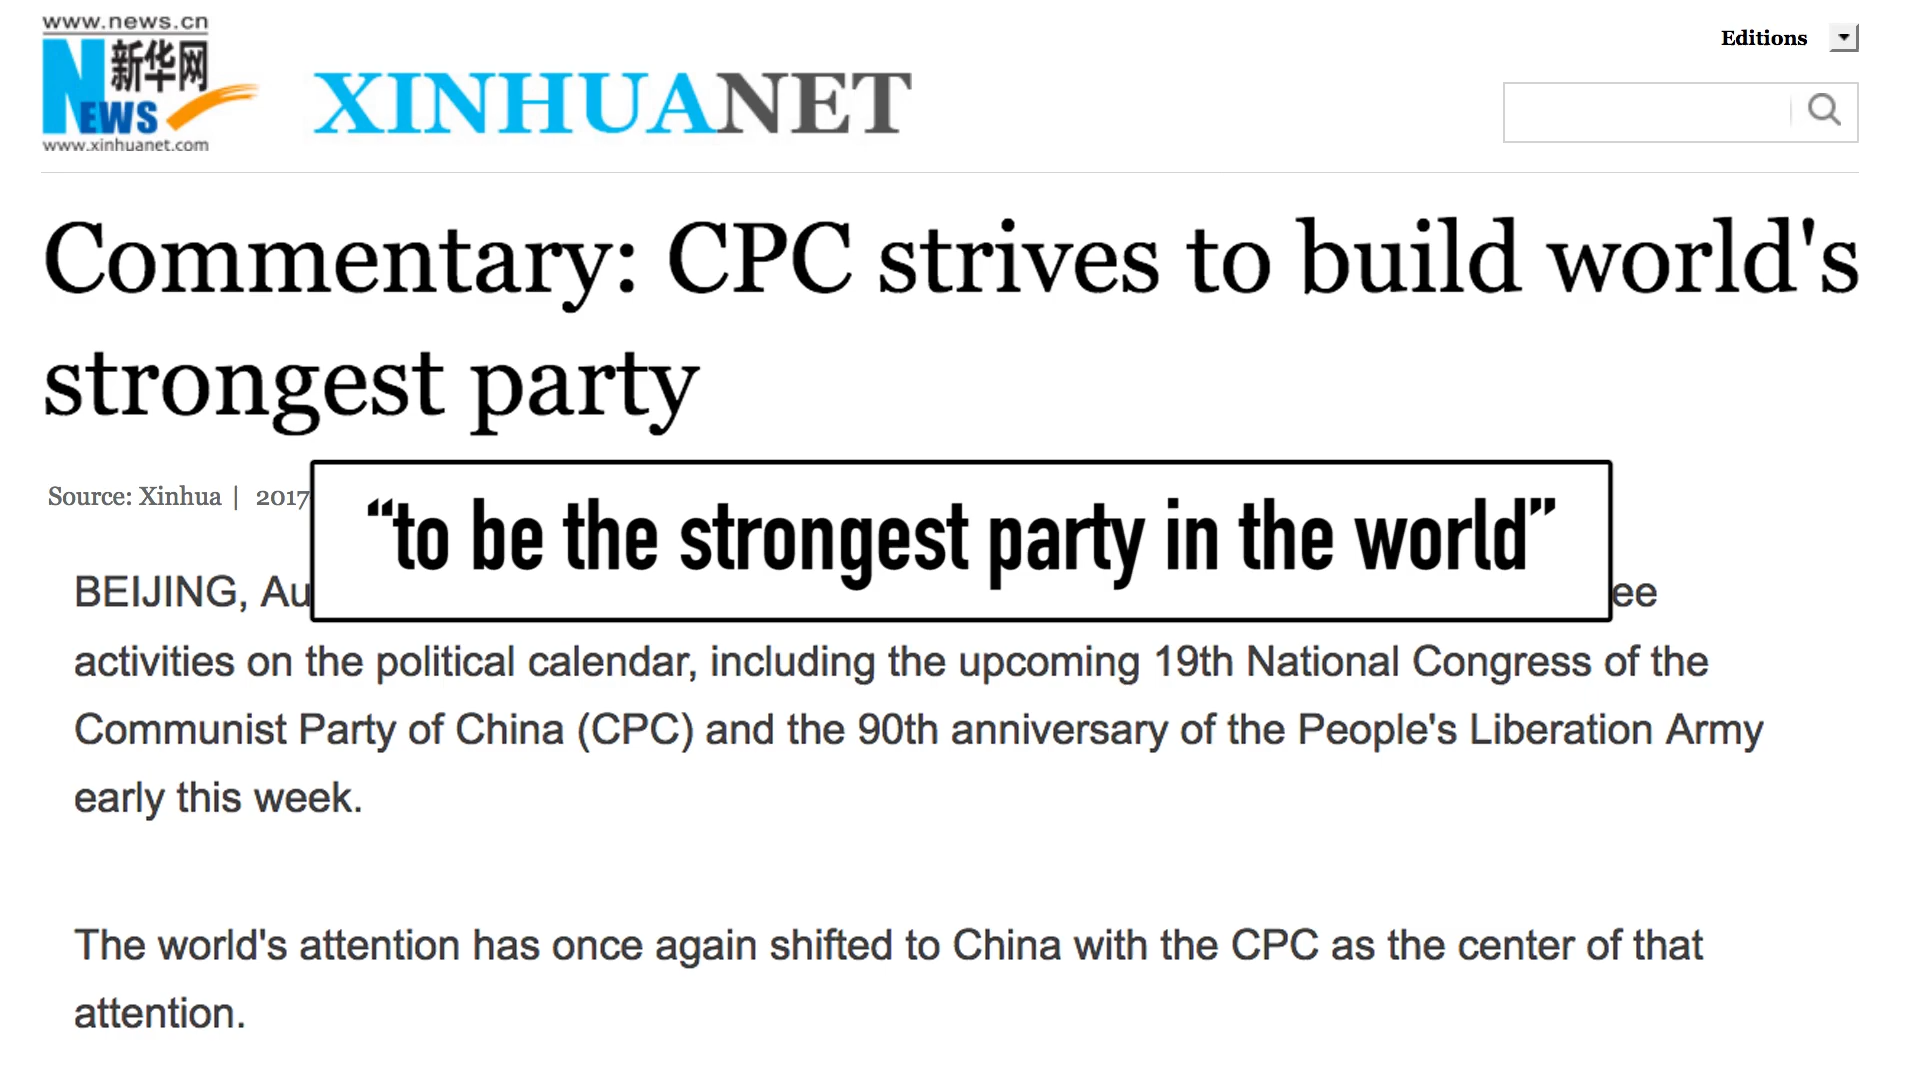 www.news.cn
新华网
NEWS
www.xinhuanet.com
XINHUANET
Editions
Commentary: CPC strives to build world's
strongest party
Source: Xinhua | 2017
“to be the strongest party in the world”
BEIJING, ee
activities on the political calendar, including the upcoming 19th National Congress of the
Communist Party of China (CPC) and the 90th anniversary of the People's Liberation Army
early this week.
The world's attention has once again shifted to China with the CPC as the center of that
attention.